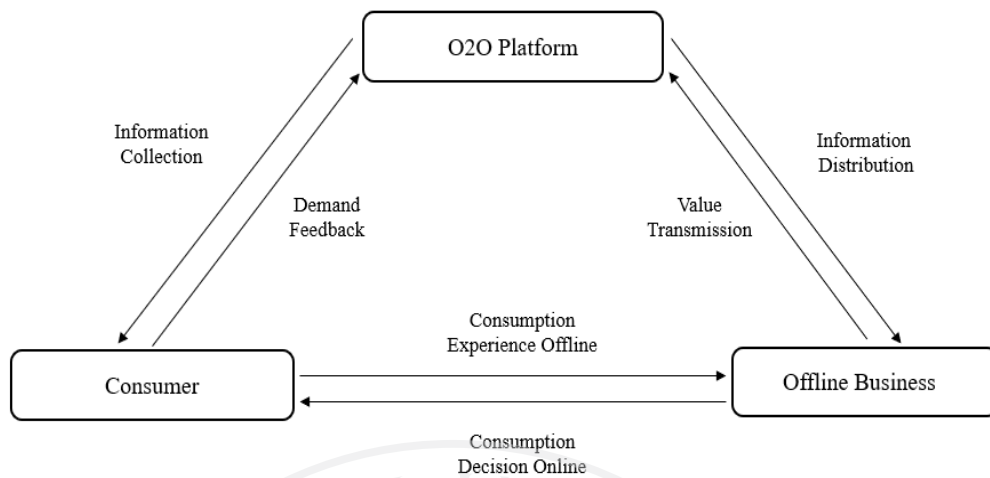 O2O Platform
Information
Collection
Information
Distribution
Demand
Feedback
Value
Transmission
Consumption
Experience Offline
Consumer
Offline Business
Consumption
Decision Online